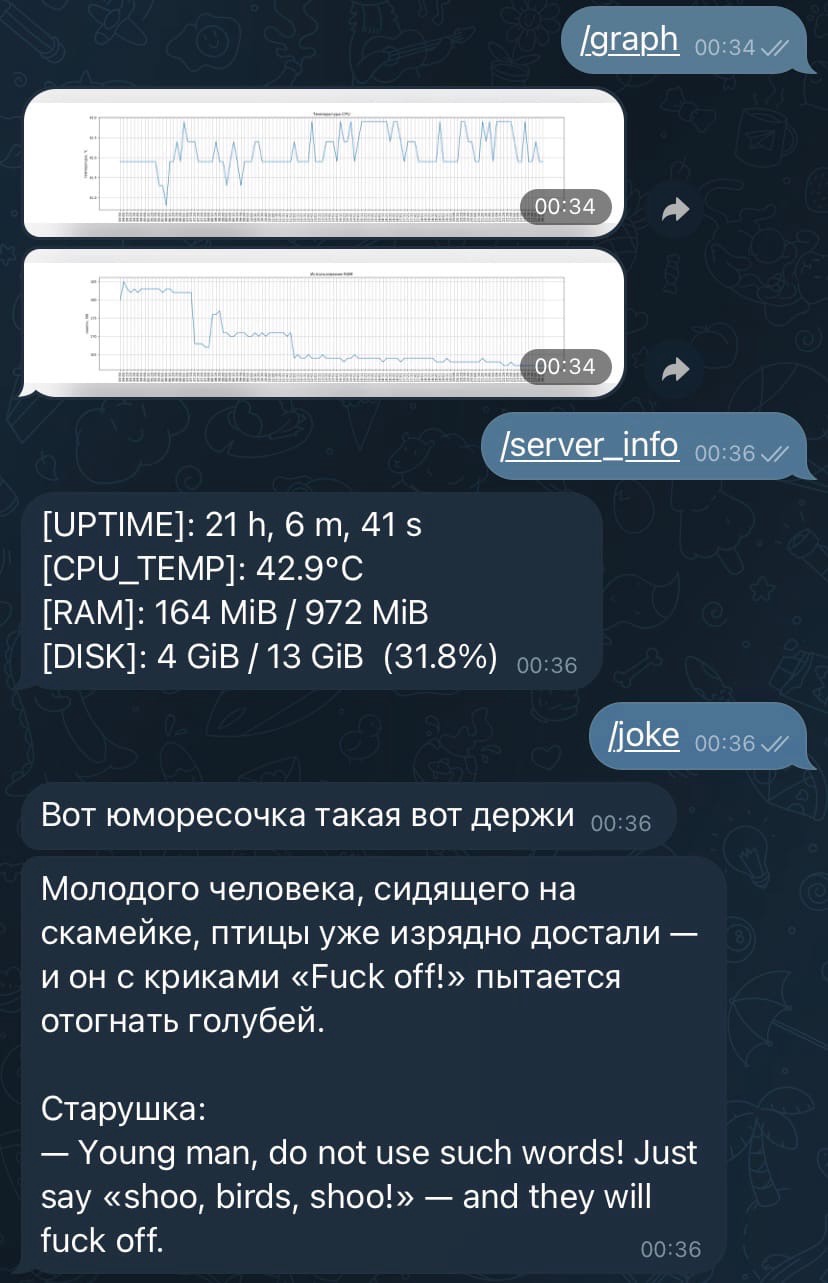 /graph 00:34
Температура CPU
00:34
Использование RAM
00:34
/server_info 00:36
[UPTIME]: 21 h, 6 m, 41 s
[CPU_TEMP]: 42.9°C
[RAM]: 164 MiB / 972 MiB
[DISK]: 4 GiB / 13 GiB (31.8%) 00:36
/joke 00:36
Вот юморесочка такая вот держи 00:36
Молодого человека, сидящего на
скамейке, птицы уже изрядно достали —
и он с криками «Fuck off!» пытается
отогнать голубей.
Старушка:
— Young man, do not use such words! Just
say «shoo, birds, shoo!» — and they will
fuck off. 00:36